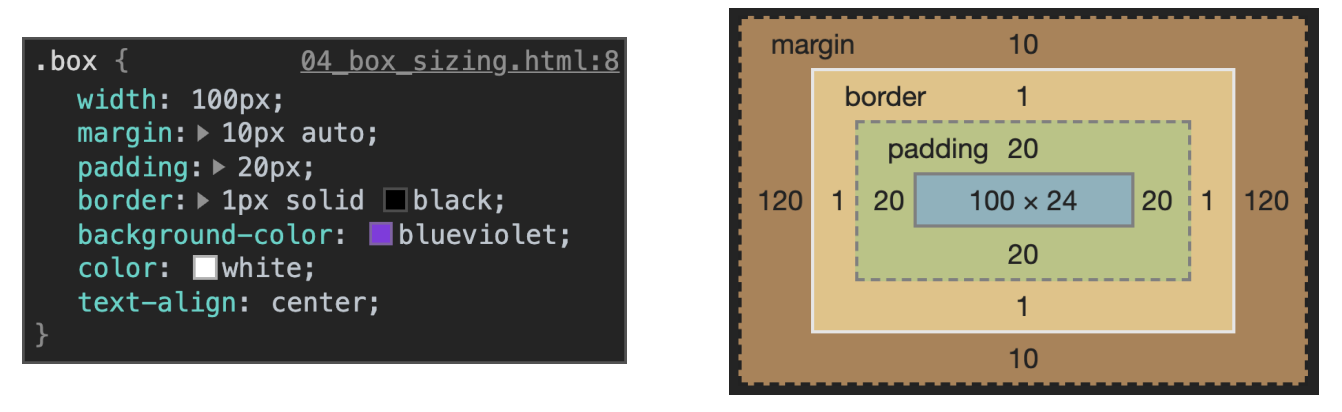 .box { 04_box_sizing.html:8
width: 100px;
margin: 10px auto;
padding: 20px;
border: 1px solid black;
background-color: blueviolet;
color: white;
text-align: center;
}
margin 10
border 1
padding 20
120 1 20 100 × 24 20 1 120
20
1
10